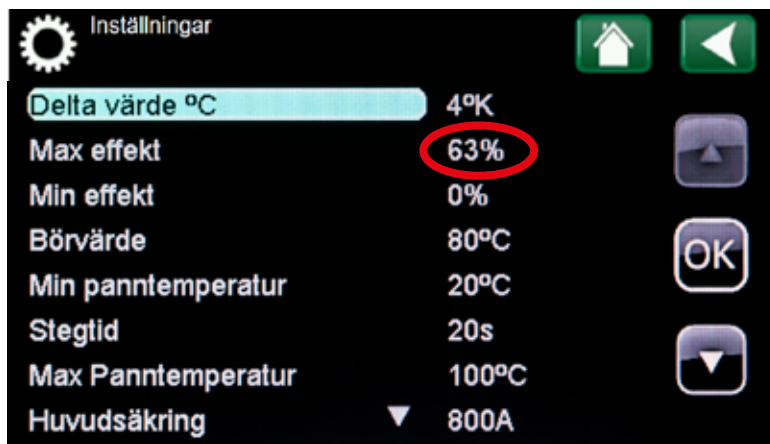 Inställningar
Delta värde ºC 4ºK
Max effekt 63%
Min effekt 0%
Börvärde 80ºC
OK
Min panntemperatur 20ºC
Stegtid 20s
Max Panntemperatur 100ºC
Huvudsäkring 800A